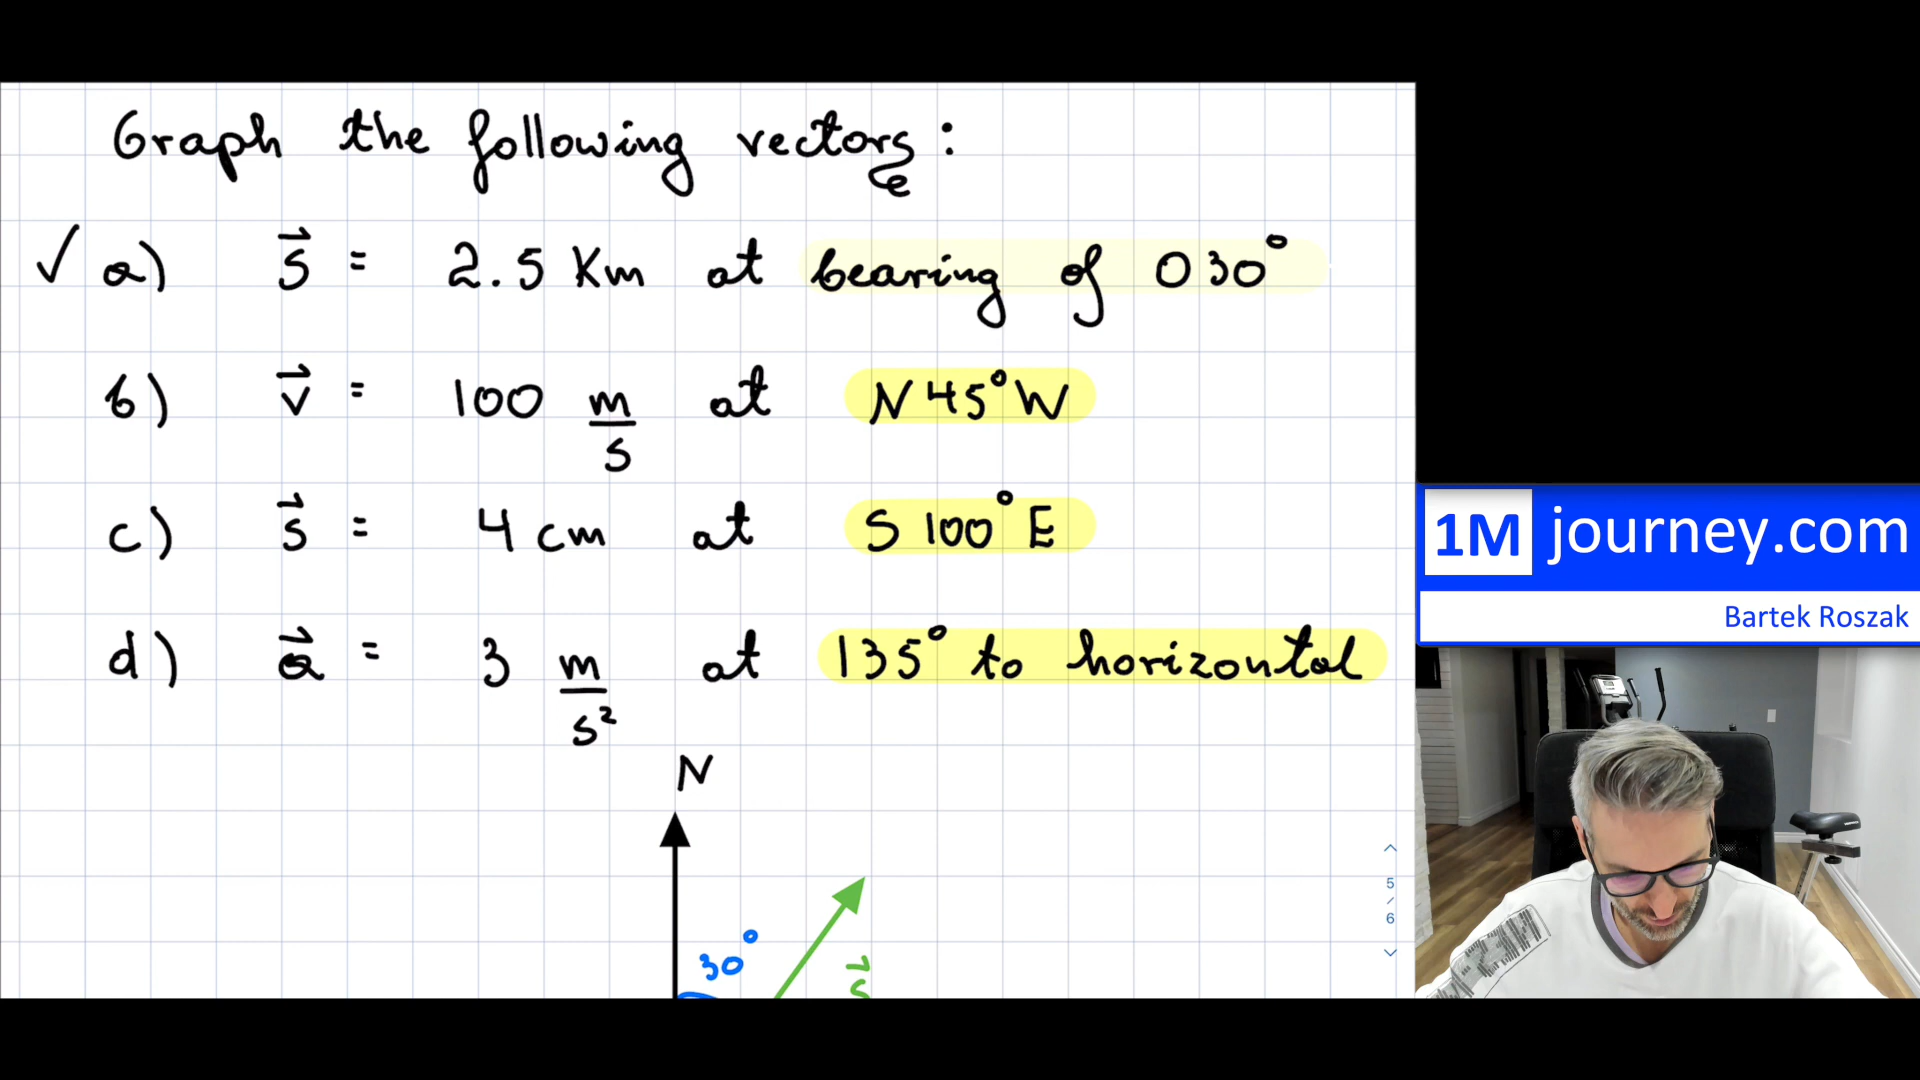 Graph the following vectors:
✓ a) s⃗ = 2.5 Km at bearing of 030°
b) v⃗ = 100 m/s at N45°W
c) s⃗ = 4 cm at S 100° E
d) a⃗ = 3 m/s² at 135° to horizontal
N
30°
s⃗
5
/
6
1M journey.com
Bartek Roszak